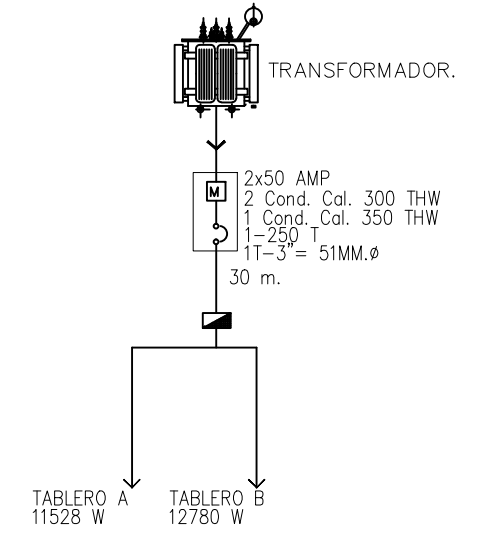 TRANSFORMADOR.
M
2x50 AMP
2 Cond. Cal. 300 THW
1 Cond. Cal. 350 THW
1-250 T
1T-3"= 51MM.ø
30 m.
TABLERO A
11528 W
TABLERO B
12780 W